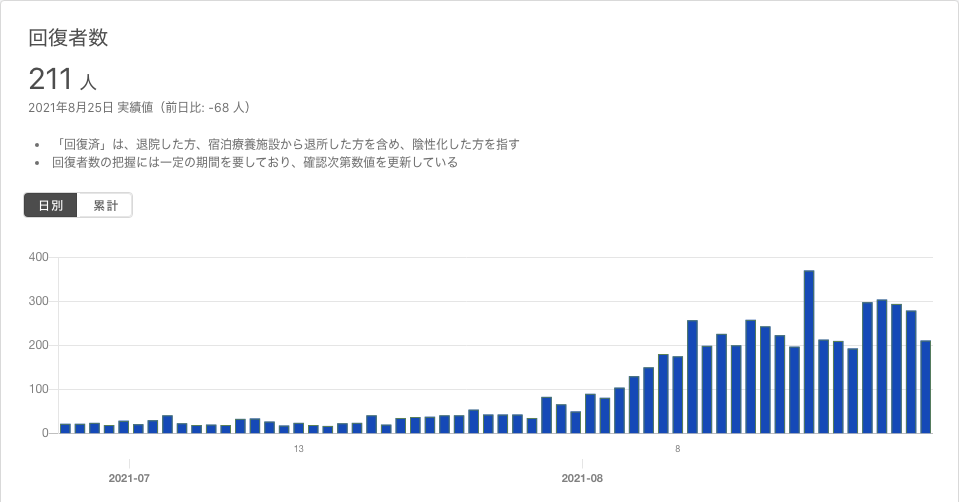 回復者数
211 人
2021年8月25日 実績値（前日比: -68 人）
• 「回復済」は、退院した方、宿泊療養施設から退所した方を含め、陰性化した方を指す
• 回復者数の把握には一定の期間を要しており、確認次第数値を更新している
日別 累計
400
300
200
100
0
13 8
2021-07 2021-08